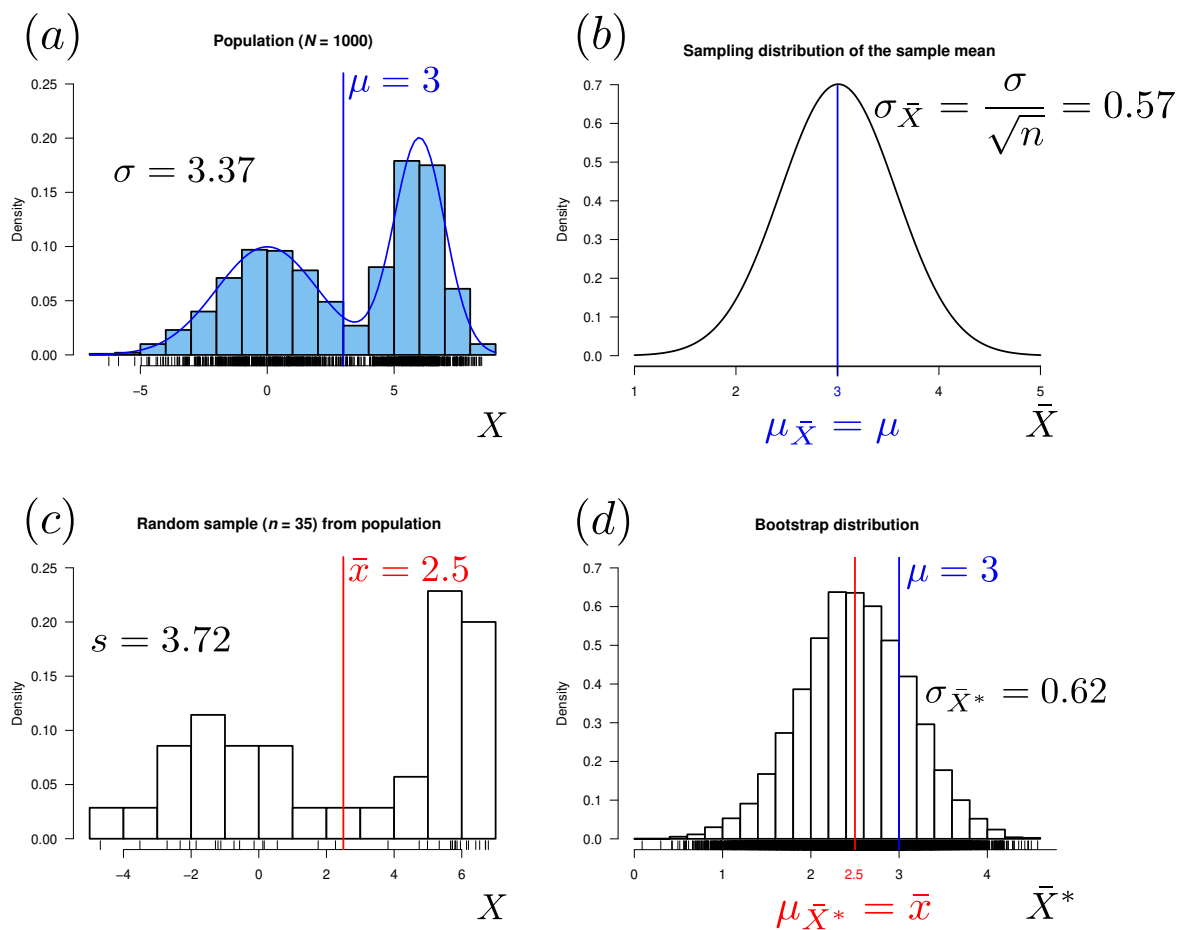 (a)
Population (N = 1000)
μ = 3
σ = 3.37
Density
0.25
0.20
0.15
0.10
0.05
0.00
−5 0 5
X
(b)
Sampling distribution of the sample mean
σ_X̄ = σ/√n = 0.57
Density
0.7
0.6
0.5
0.4
0.3
0.2
0.1
0.0
1 2 3 4 5
μ_X̄ = μ
X̄
(c)
Random sample (n = 35) from population
x̄ = 2.5
s = 3.72
Density
0.25
0.20
0.15
0.10
0.05
0.00
−4 −2 0 2 4 6
X
(d)
Bootstrap distribution
μ = 3
σ_X̄* = 0.62
Density
0.7
0.6
0.5
0.4
0.3
0.2
0.1
0.0
0 1 2 2.5 3 4
μ_X̄* = x̄
X̄*